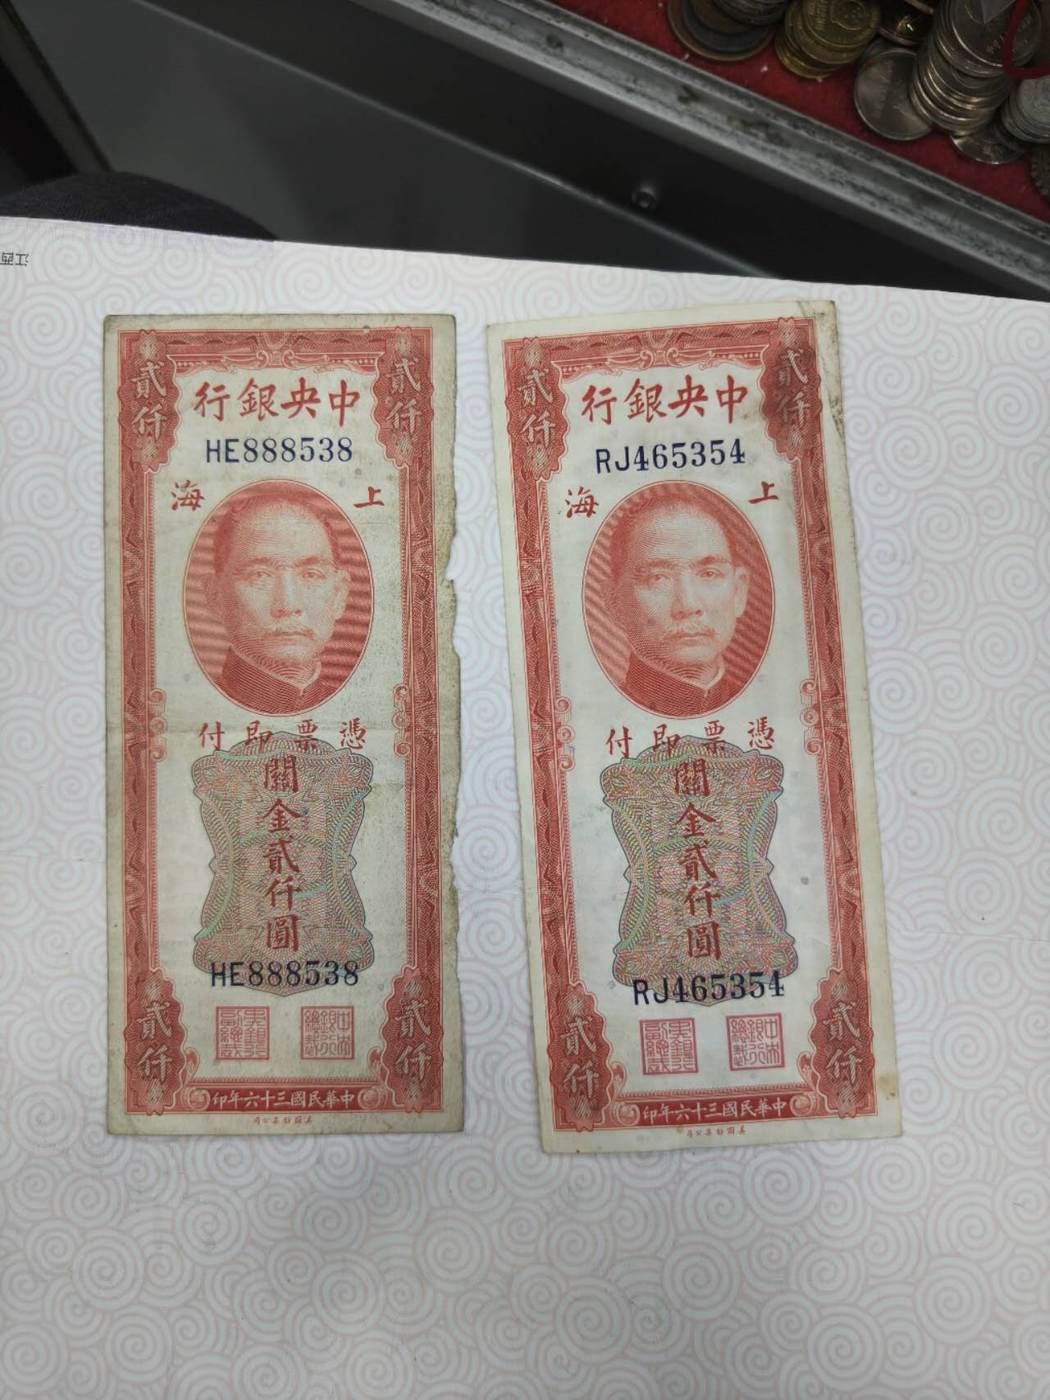 江西
貳仟
貳仟
中央銀行
HE888538
上海
憑票即付
關金貳仟圓
HE888538
貳仟
貳仟
中華民國三十六年印
貳仟
貳仟
中央銀行
RJ465354
上海
憑票即付
關金貳仟圓
RJ465354
貳仟
貳仟
中華民國三十六年印